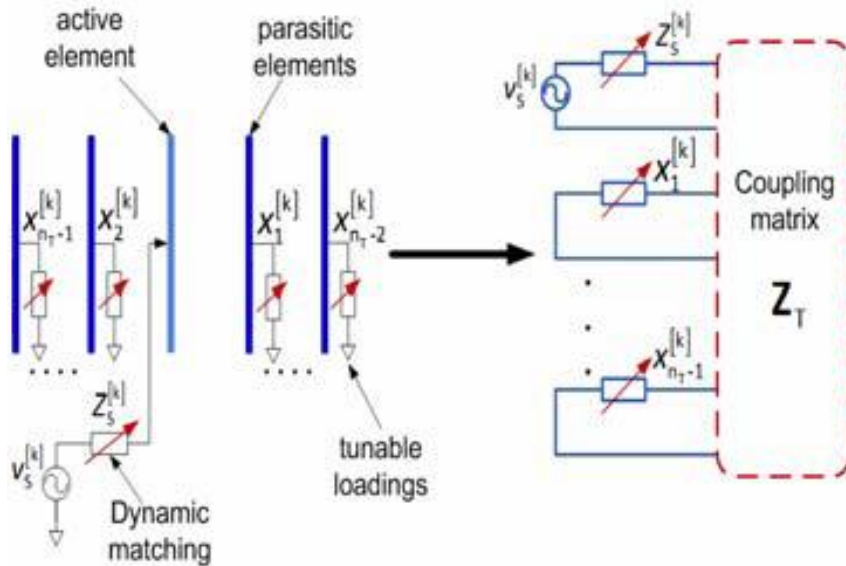 active
element
parasitic
elements
X_{n_T-1}^{[k]}
X_2^{[k]}
X_1^{[k]}
X_{n_T-2}^{[k]}
. . . .
. . . .
Z_S^{[k]}
v_S^{[k]}
Dynamic
matching
tunable
loadings
Z_S^{[k]}
v_S^{[k]}
X_1^{[k]}
X_{n_T-1}^{[k]}
Coupling
matrix
Z_T